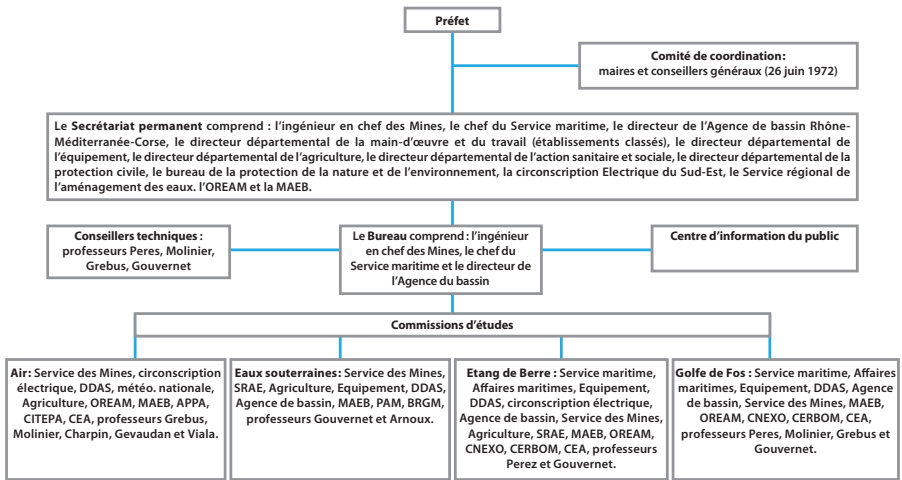 Préfet
Comité de coordination:
maires et conseillers généraux (26 juin 1972)
Le Secrétariat permanent comprend : l'ingénieur en chef des Mines, le chef du Service maritime, le directeur de l'Agence de bassin Rhône-
Méditerranée-Corse, le directeur départemental de la main-d'œuvre et du travail (établissements classés), le directeur départemental de
l'équipement, le directeur départemental de l'agriculture, le directeur départemental de l'action sanitaire et sociale, le directeur départemental de la
protection civile, le bureau de la protection de la nature et de l'environnement, la circonscription Electrique du Sud-Est, le Service régional de
l'aménagement des eaux. l'OREAM et la MAEB.
Conseillers techniques :
professeurs Peres, Molinier,
Grebus, Gouvernet
Le Bureau comprend : l'ingénieur
en chef des Mines, le chef du
Service maritime et le directeur de
l'Agence du bassin
Centre d'information du public
Commissions d'études
Air: Service des Mines, circonscription
électrique, DDAS, météo. nationale,
Agriculture, OREAM, MAEB, APPA,
CITEPA, CEA, professeurs Grebus,
Molinier, Charpin, Gevaudan et Viala.
Eaux souterraines: Service des Mines,
SRAE, Agriculture, Equipement, DDAS,
Agence de bassin, MAEB, PAM, BRGM,
professeurs Gouvernet et Arnoux.
Etang de Berre : Service maritime,
Affaires maritimes, Equipement,
DDAS, circonscription électrique,
Agence de bassin, Service des Mines,
Agriculture, SRAE, MAEB, OREAM,
CNEXO, CERBOM, CEA, professeurs
Perez et Gouvernet.
Golfe de Fos : Service maritime, Affaires
maritimes, Equipement, DDAS, Agence
de bassin, Service des Mines, MAEB,
OREAM, CNEXO, CERBOM, CEA,
professeurs Peres, Molinier, Grebus et
Gouvernet.